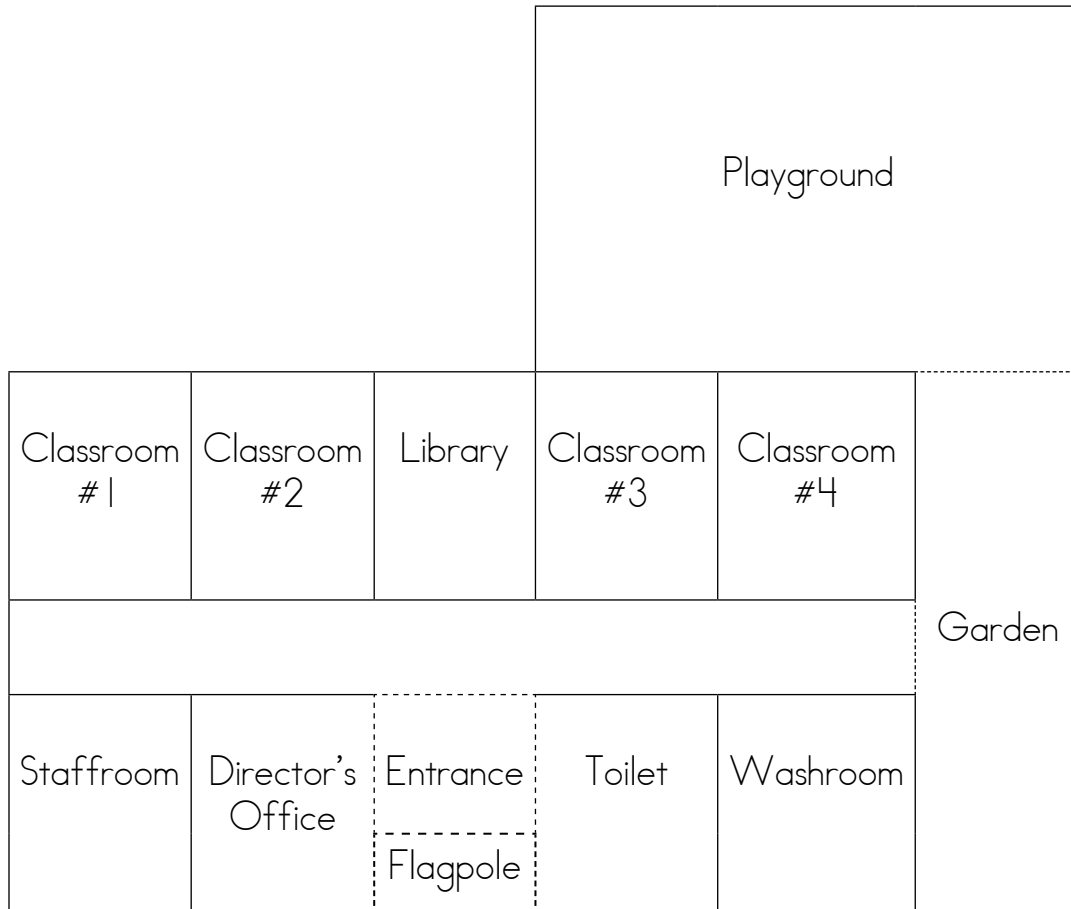 Playground
Classroom
#1
Classroom
#2
Library
Classroom
#3
Classroom
#4
Garden
Staffroom
Director's
Office
Entrance
Toilet
Washroom
Flagpole